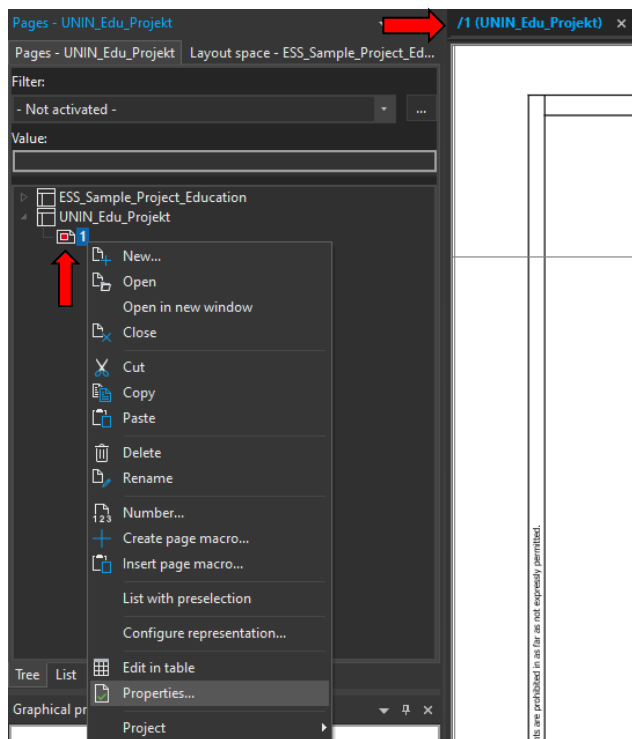 Pages - UNIN_Edu_Projekt
/1 (UNIN_Edu_Projekt)
Pages - UNIN_Edu_Projekt
Layout space - ESS_Sample_Project_Ed...
Filter:
- Not activated -
...
Value:
ESS_Sample_Project_Education
UNIN_Edu_Projekt
1
New...
Open
Open in new window
Close
Cut
Copy
Paste
Delete
Rename
123
Number...
Create page macro...
Insert page macro...
List with preselection
Configure representation...
Tree
List
Edit in table
Properties...
Graphical pr
Project
nts are prohibited in as far as not expressly permitted.